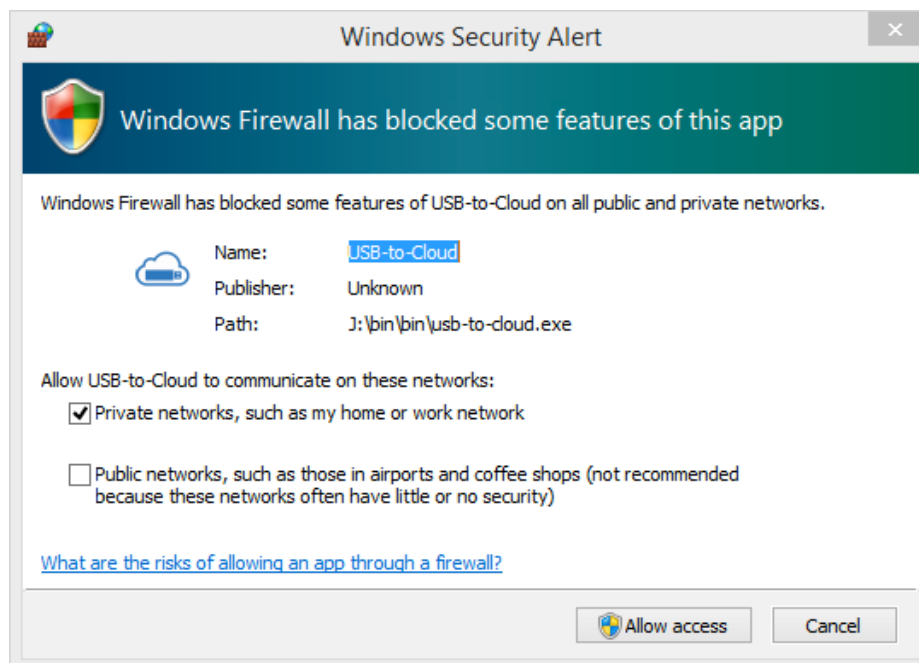 Windows Security Alert
Windows Firewall has blocked some features of this app
Windows Firewall has blocked some features of USB-to-Cloud on all public and private networks.
Name: USB-to-Cloud
Publisher: Unknown
Path: J:\bin\bin\usb-to-cloud.exe
Allow USB-to-Cloud to communicate on these networks:
Private networks, such as my home or work network
Public networks, such as those in airports and coffee shops (not recommended
because these networks often have little or no security)
What are the risks of allowing an app through a firewall?
Allow access Cancel